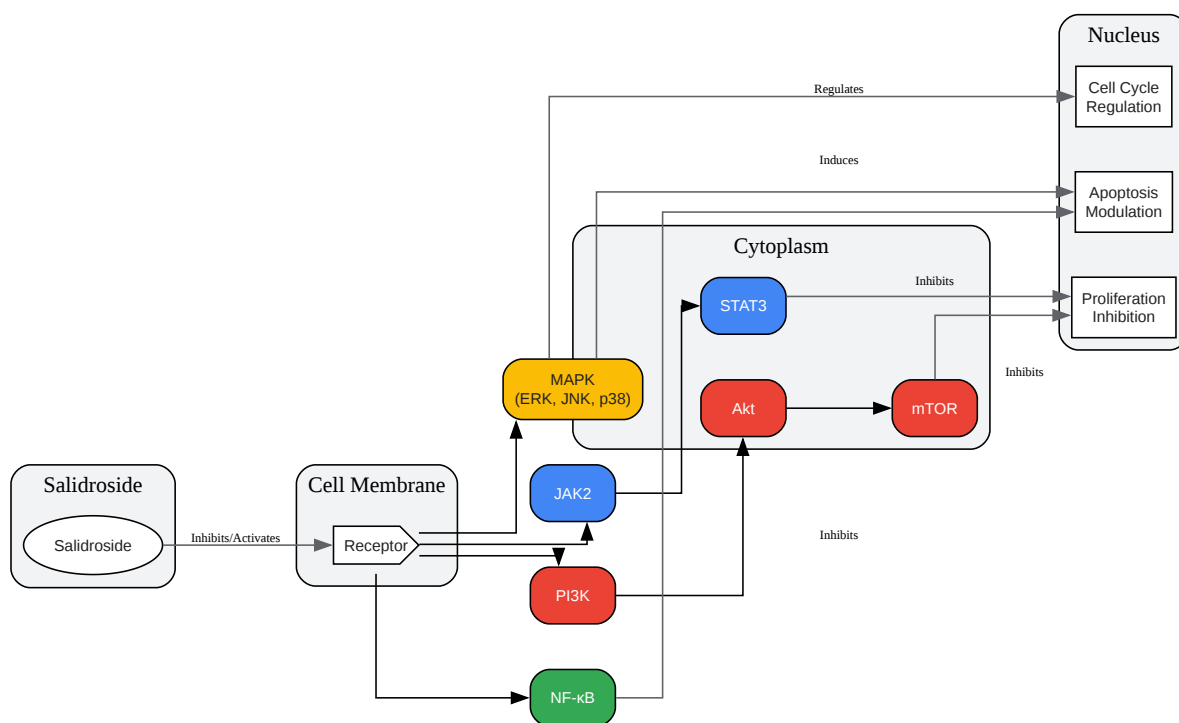 Nucleus
Cell Cycle
Regulation
Regulates
Induces
Apoptosis
Modulation
Cytoplasm
STAT3
Inhibits
Proliferation
Inhibition
MAPK
(ERK, JNK, p38)
Akt
mTOR
Inhibits
Salidroside
Cell Membrane
JAK2
Salidroside
Inhibits/Activates
Receptor
Inhibits
PI3K
NF-κB